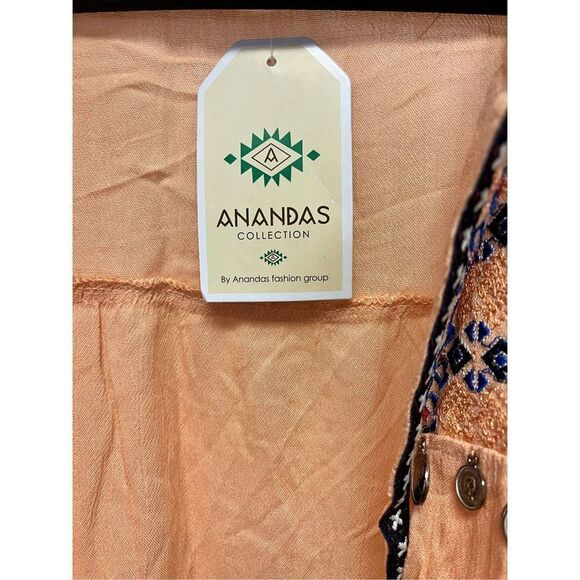 A
ANANDAS
COLLECTION
By Anandas fashion group